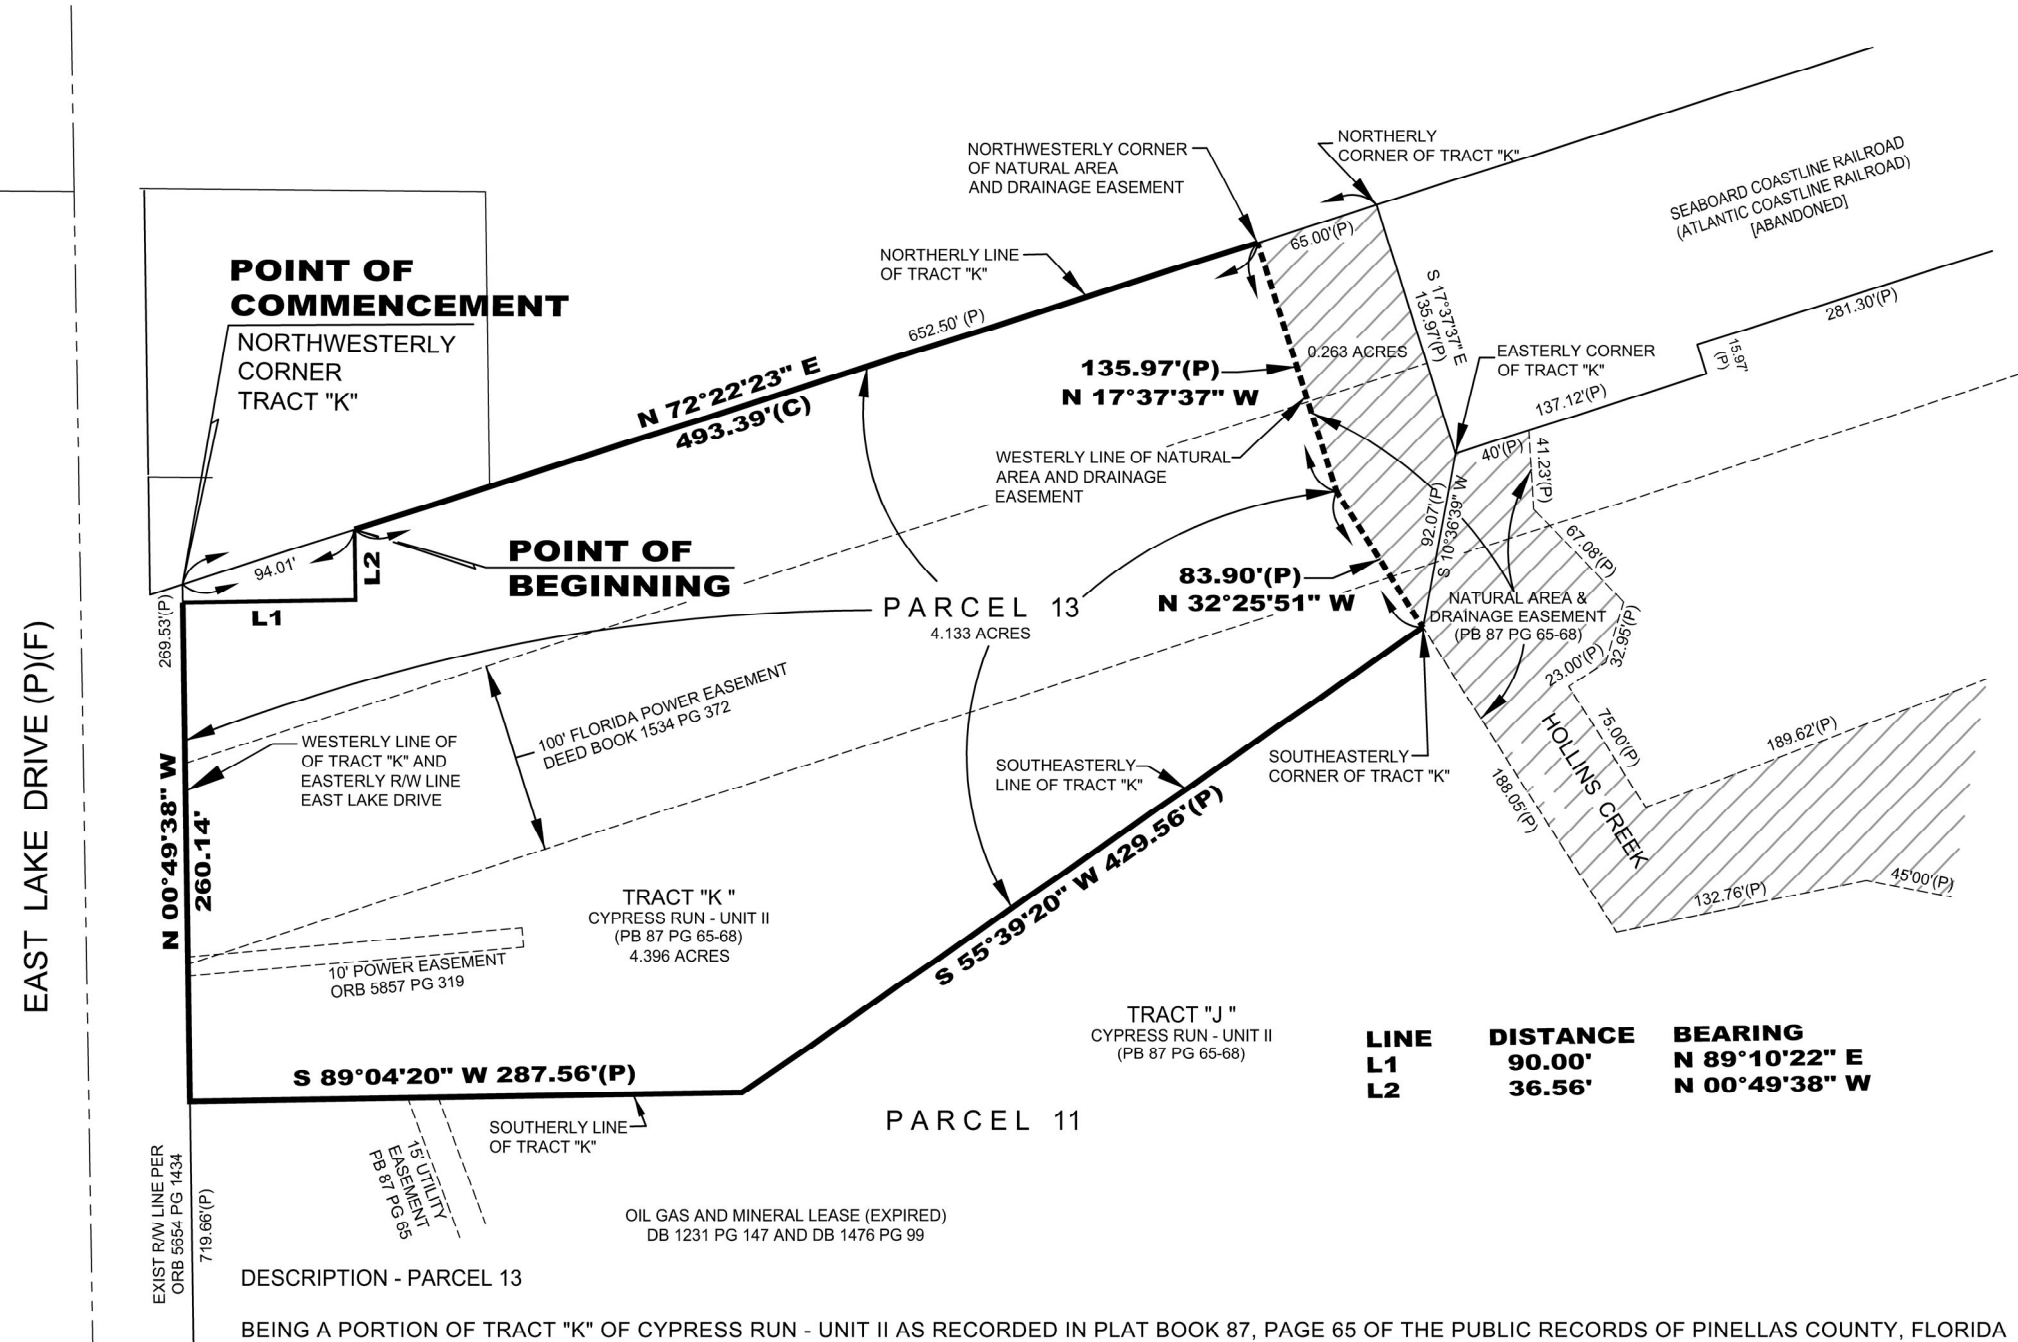 NORTHWESTERLY CORNER
OF NATURAL AREA
AND DRAINAGE EASEMENT
NORTHERLY
CORNER OF TRACT "K"
SEABOARD COASTLINE RAILROAD
(ATLANTIC COASTLINE RAILROAD)
[ABANDONED]
POINT OF
COMMENCEMENT
NORTHWESTERLY
CORNER
TRACT "K"
NORTHERLY LINE
OF TRACT "K"
65.00'(P)
652.50' (P)
S 17°37'37" E
135.97'(P)
281.30'(P)
0.263 ACRES
EASTERLY CORNER
OF TRACT "K"
15.97'
(P)
135.97'(P)
N 17°37'37" W
N 72°22'23" E
493.39'(C)
137.12'(P)
40'(P)
41.23'(P)
WESTERLY LINE OF NATURAL
AREA AND DRAINAGE
EASEMENT
92.07'(P)
S 10°36'39" W
67.08'(P)
POINT OF
BEGINNING
94.01'
L2
L1
83.90'(P)
N 32°25'51" W
PARCEL 13
4.133 ACRES
NATURAL AREA &
DRAINAGE EASEMENT
(PB 87 PG 65-68)
32.95'(P)
23.00'(P)
269.53'(P)
EAST LAKE DRIVE (P)(F)
100' FLORIDA POWER EASEMENT
DEED BOOK 1534 PG 372
WESTERLY LINE OF
OF TRACT "K" AND
EASTERLY R/W LINE
EAST LAKE DRIVE
N 00°49'38" W
260.14'
SOUTHEASTERLY
LINE OF TRACT "K"
SOUTHEASTERLY
CORNER OF TRACT "K"
75.00'(P)
HOLLINS CREEK
189.62'(P)
188.05'(P)
S 55°39'20" W 429.56'(P)
132.76'(P)
45'00'(P)
TRACT "K "
CYPRESS RUN - UNIT II
(PB 87 PG 65-68)
4.396 ACRES
10' POWER EASEMENT
ORB 5857 PG 319
TRACT "J "
CYPRESS RUN - UNIT II
(PB 87 PG 65-68)
LINE DISTANCE BEARING
L1 90.00' N 89°10'22" E
L2 36.56' N 00°49'38" W
S 89°04'20" W 287.56'(P)
PARCEL 11
SOUTHERLY LINE
OF TRACT "K"
15' UTILITY
EASEMENT
PB 87 PG 65
EXIST R/W LINE PER
ORB 5654 PG 1434
719.66'(P)
OIL GAS AND MINERAL LEASE (EXPIRED)
DB 1231 PG 147 AND DB 1476 PG 99
DESCRIPTION - PARCEL 13
BEING A PORTION OF TRACT "K" OF CYPRESS RUN - UNIT II AS RECORDED IN PLAT BOOK 87, PAGE 65 OF THE PUBLIC RECORDS OF PINELLAS COUNTY, FLORIDA